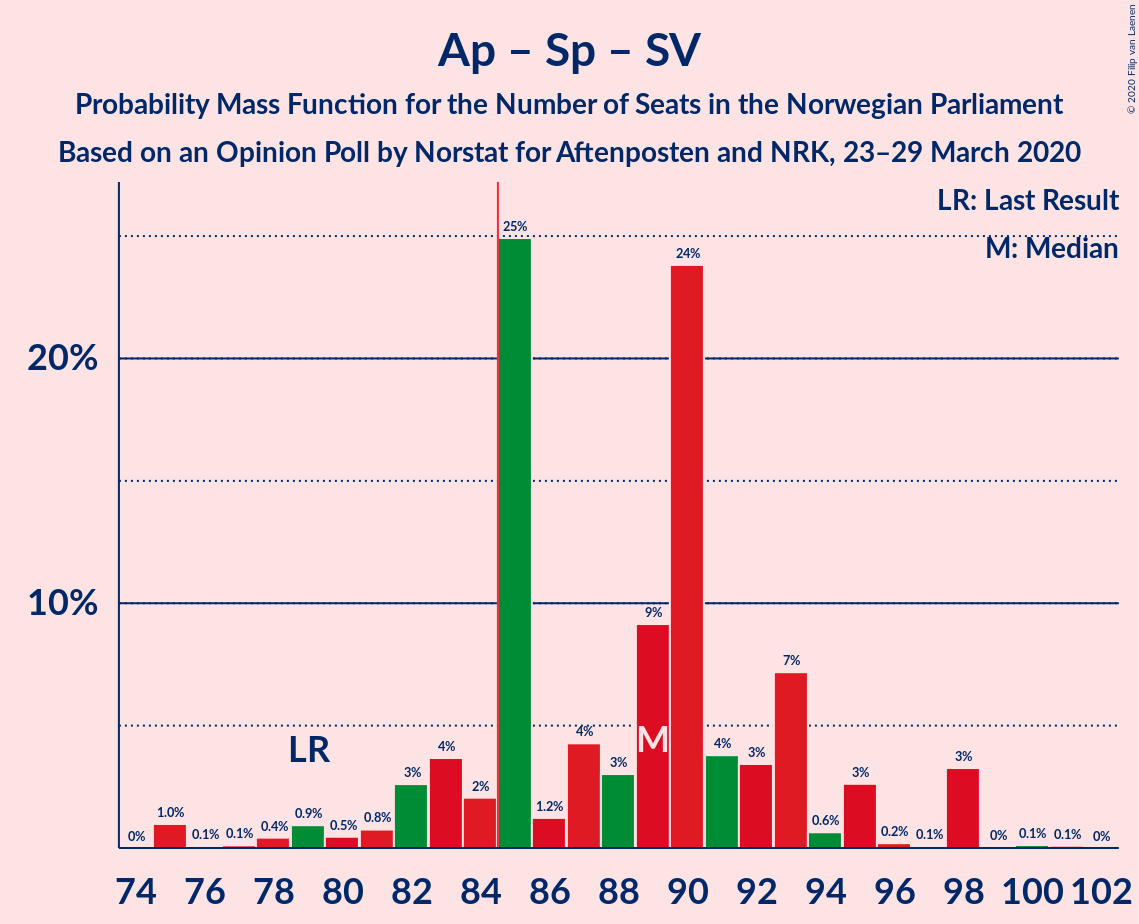 Ap – Sp – SV
Probability Mass Function for the Number of Seats in the Norwegian Parliament
Based on an Opinion Poll by Norstat for Aftenposten and NRK, 23–29 March 2020
© 2020 Filip van Laenen
LR: Last Result
M: Median
20%
10%
0% 1.0% 0.1% 0.1% 0.4% 0.9% 0.5% 0.8% 3% 4% 2% 25% 1.2% 4% 3% 9% 24% 4% 3% 7% 0.6% 3% 0.2% 0.1% 3% 0% 0.1% 0.1% 0%
LR
M
74 76 78 80 82 84 86 88 90 92 94 96 98 100 102